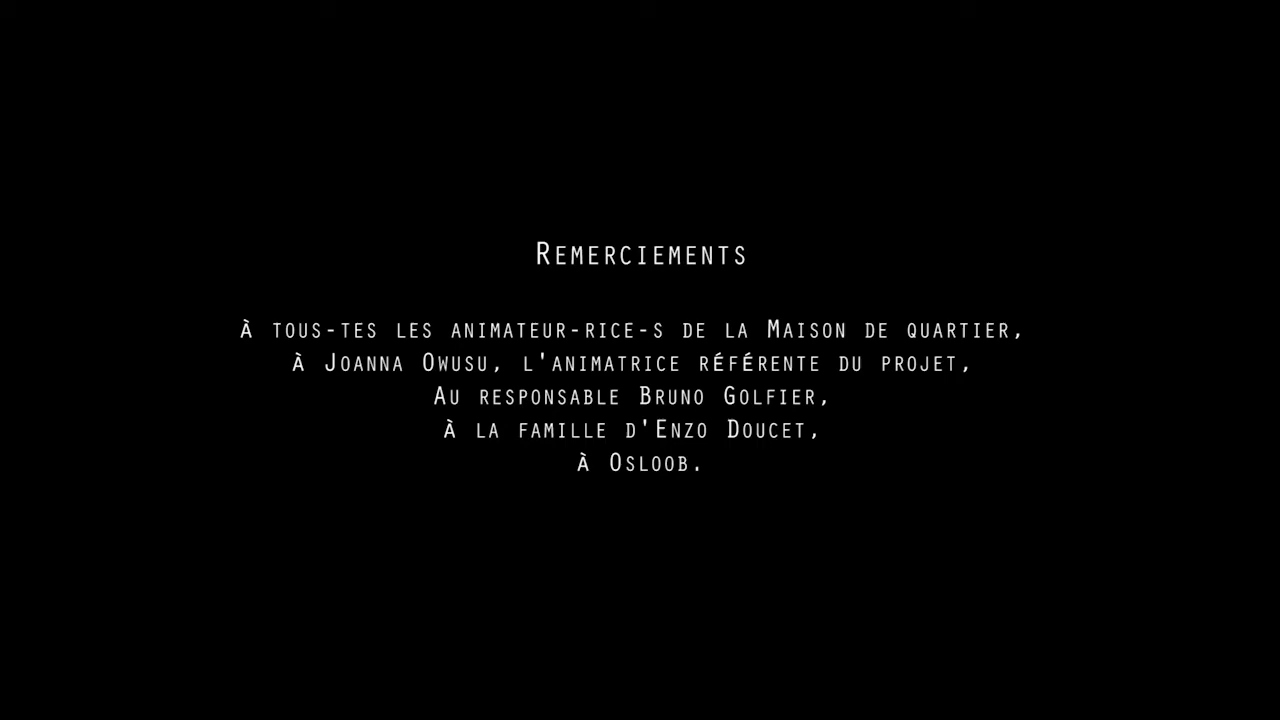 Remerciements
à tous-tes les animateur-rice-s de la Maison de quartier,
à Joanna Owusu, l'animatrice référente du projet,
Au responsable Bruno Golfier,
à la famille d'Enzo Doucet,
à Osloob.